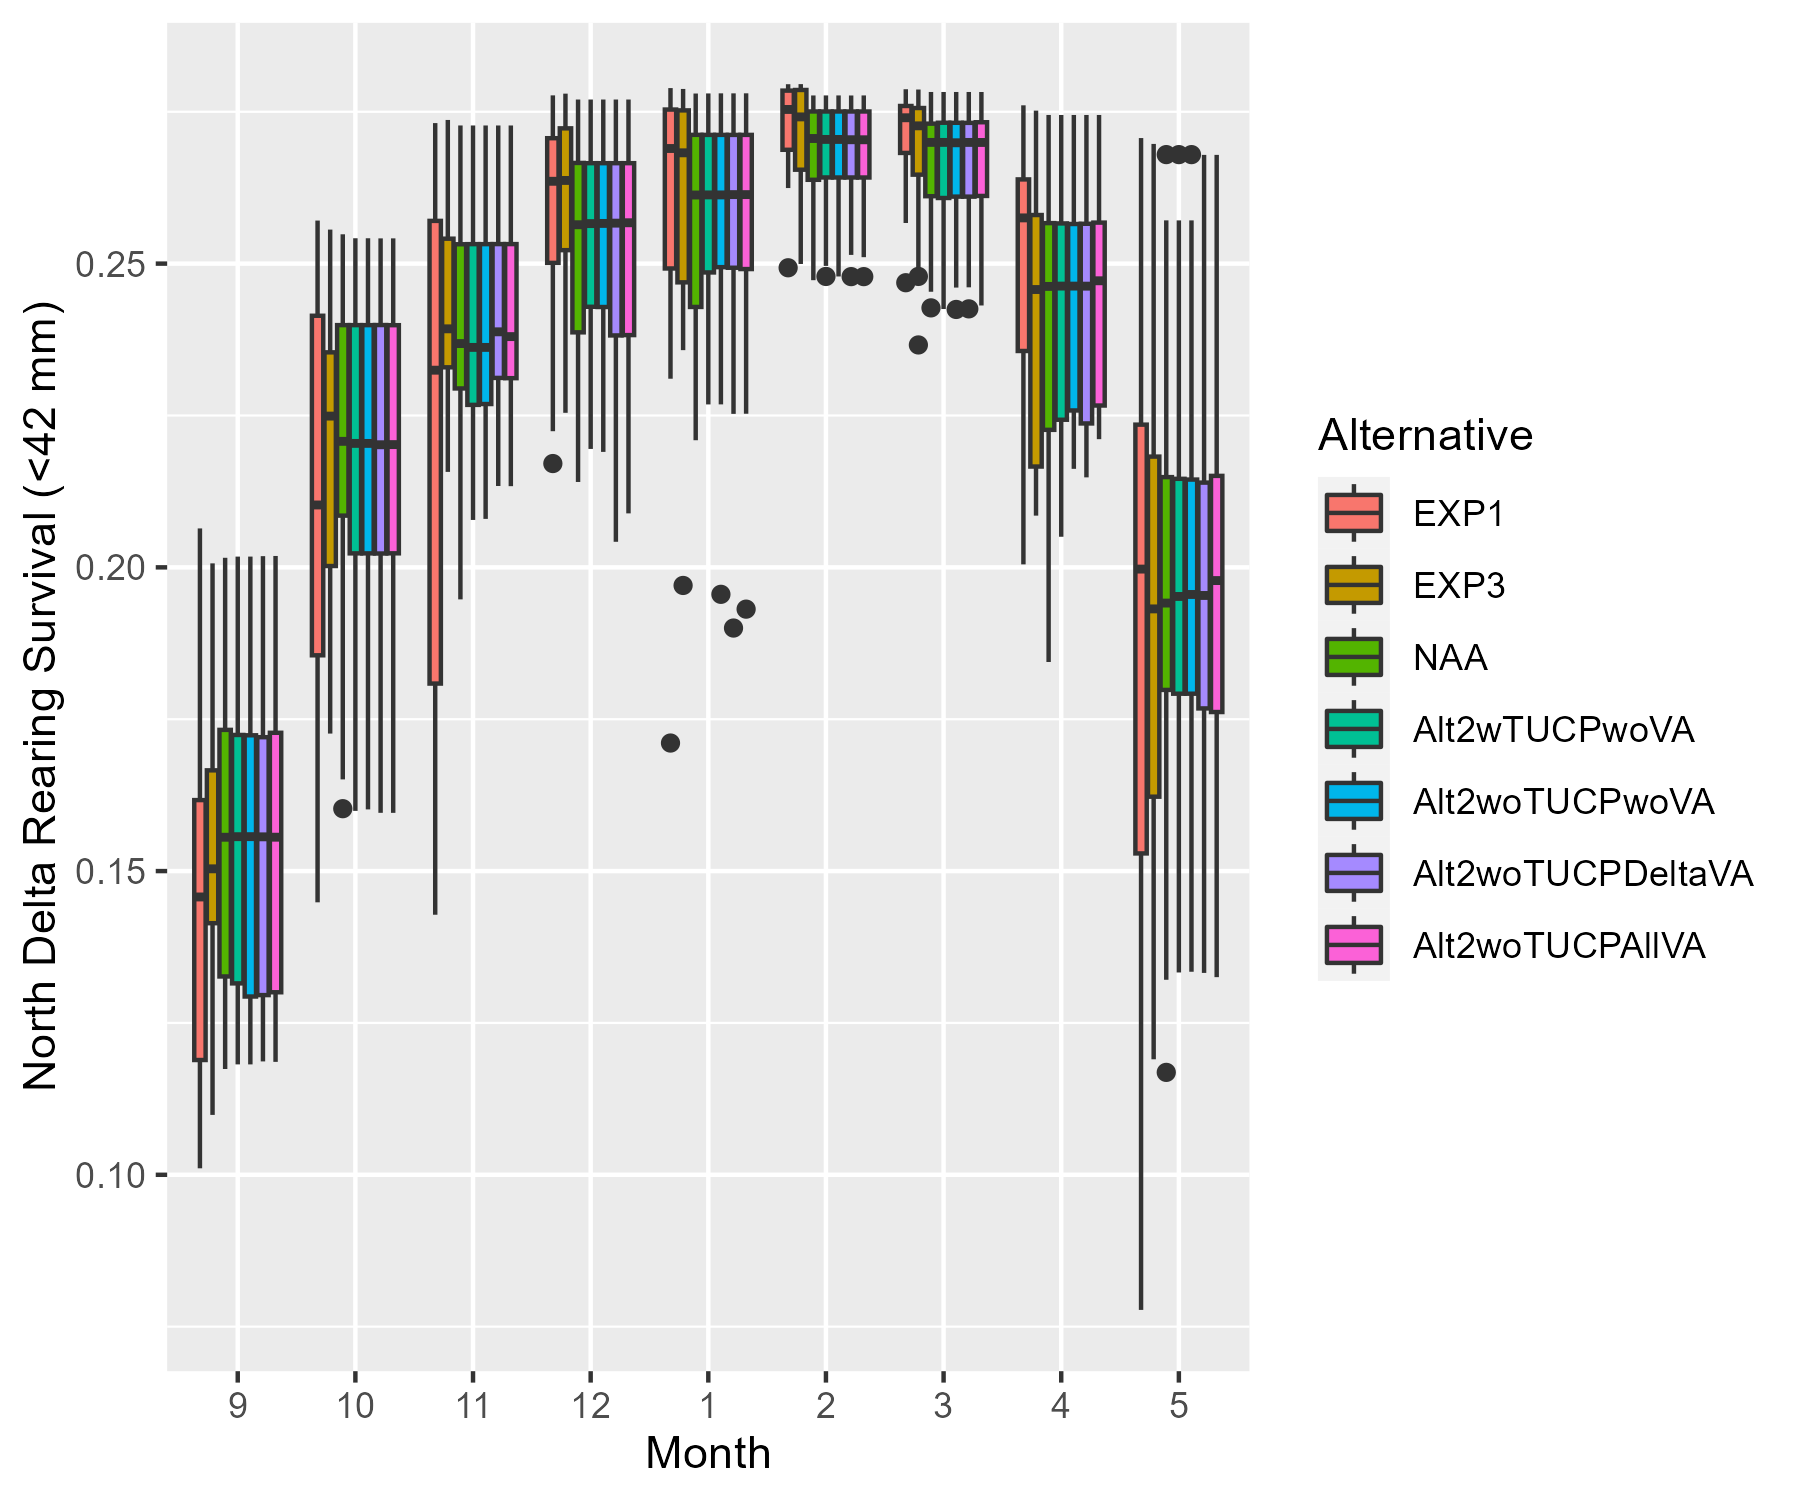 North Delta Rearing Survival (<42 mm)
0.25
0.20
0.15
0.10
9 10 11 12 1 2 3 4 5
Month
Alternative
EXP1
EXP3
NAA
Alt2wTUCPwoVA
Alt2woTUCPwoVA
Alt2woTUCPDeltaVA
Alt2woTUCPAllVA